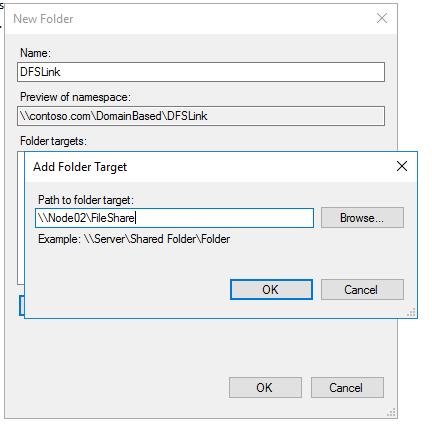 New Folder
Name:
DFSLink
Preview of namespace:
\\contoso.com\DomainBased\DFSLink
Folder targets:
Add Folder Target
Path to folder target:
\\Node02\FileShare
Browse...
Example: \\Server\Shared Folder\Folder
OK
Cancel
OK
Cancel